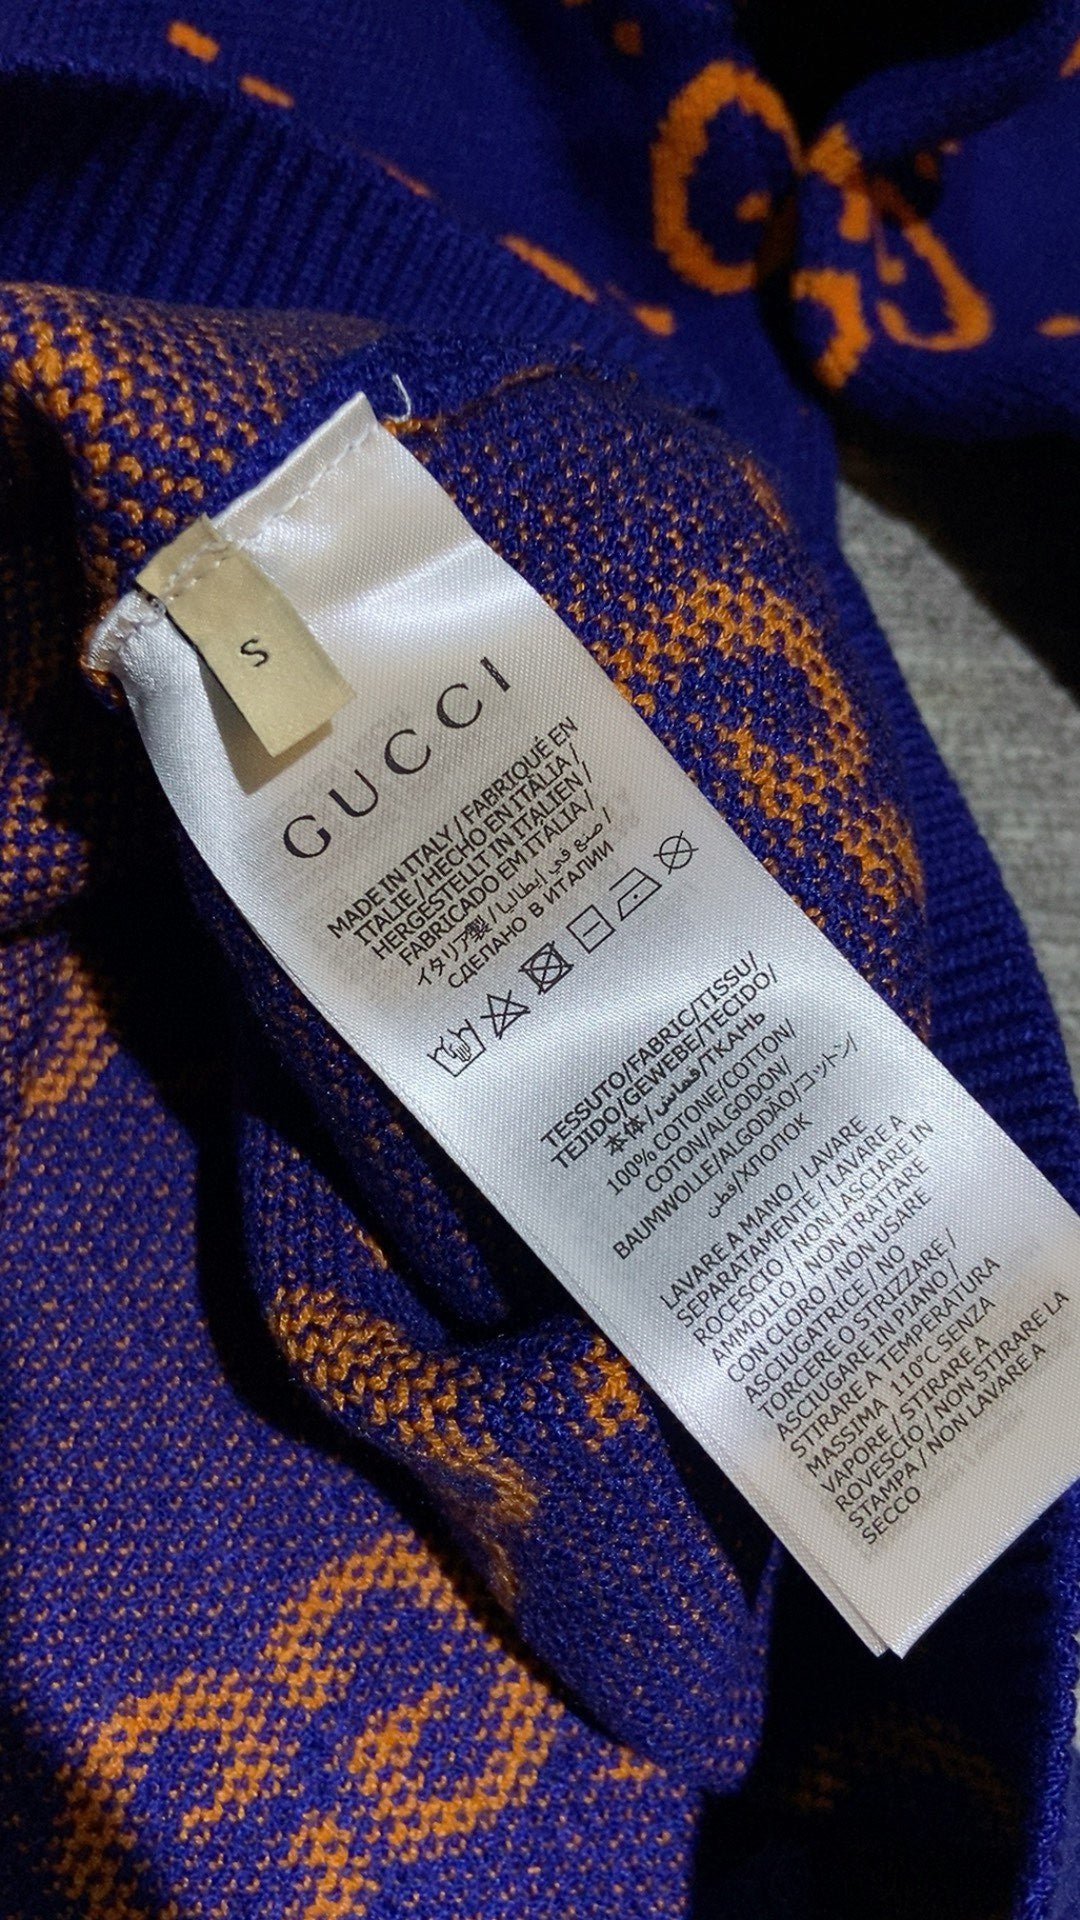 S
GUCCI
MADE IN ITALY / FABRIQUÉ EN
ITALIE / HECHO EN ITALIA /
HERGESTELLT IN ITALIEN /
FABRICADO EM ITÁLIA /
イタリア製 / صنع في إيطاليا /
СДЕЛАНО В ИТАЛИИ
TESSUTO/FABRIC/TISSU/
TEJIDO/GEWEBE/TECIDO/
本体/قماش/ТКАНЬ
100% COTONE/COTTON/
COTON/ALGODON/
BAUMWOLLE/ALGODÃO/コットン/
قطن/ХЛОПОК
LAVARE A MANO / LAVARE
SEPARATAMENTE / LAVARE A
ROCESCIO / NON LASCIARE IN
AMMOLLO / NON TRATTARE
CON CLORO / NON USARE
ASCIUGATRICE / NO
TORCERE O STRIZZARE /
ASCIUGARE IN PIANO /
STIRARE A TEMPERATURA
MASSIMA 110°C SENZA
VAPORE / STIRARE A
ROVESCIO / NON STIRARE LA
STAMPA / NON LAVARE A
SECCO